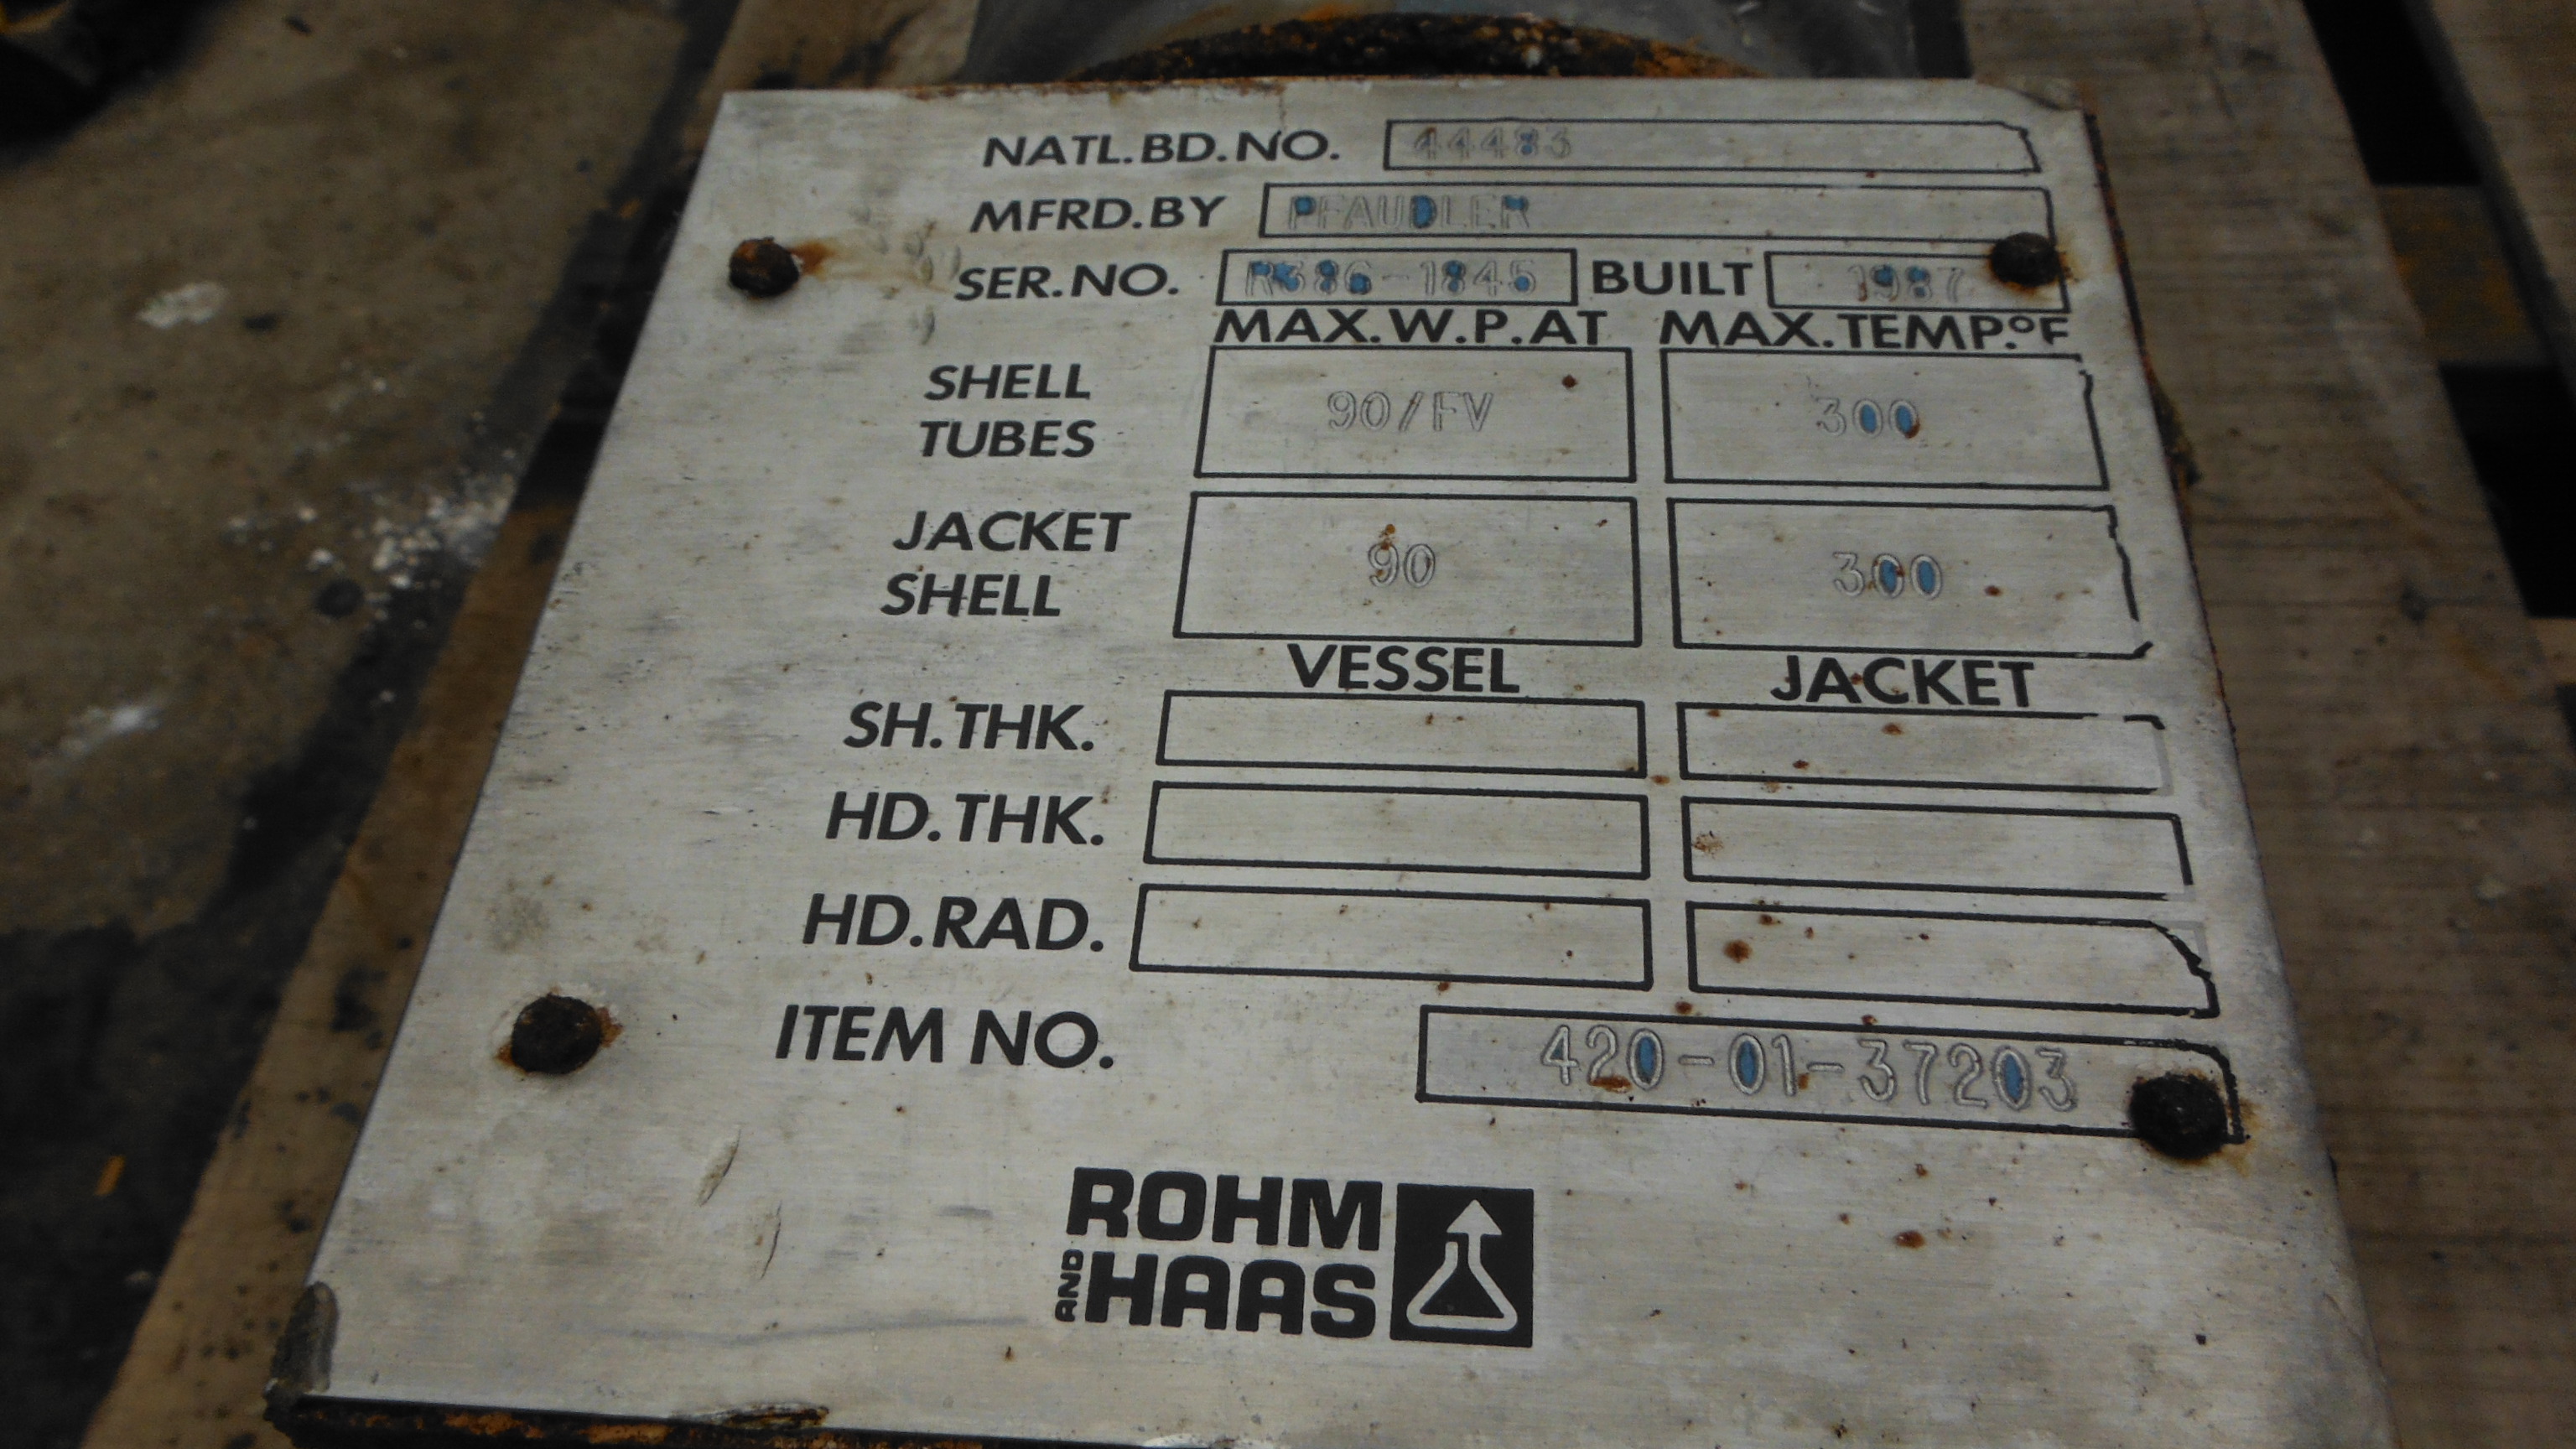 NATL.BD.NO. 44483
MFRD.BY PFAUDLER
SER.NO. R386-1845 BUILT 1987
MAX.W.P.AT MAX.TEMP.°F
SHELL
TUBES 90/FV 300
JACKET
SHELL 90 300
VESSEL JACKET
SH.THK.
HD.THK.
HD.RAD.
ITEM NO. 420-01-37203
ROHM
AND HAAS